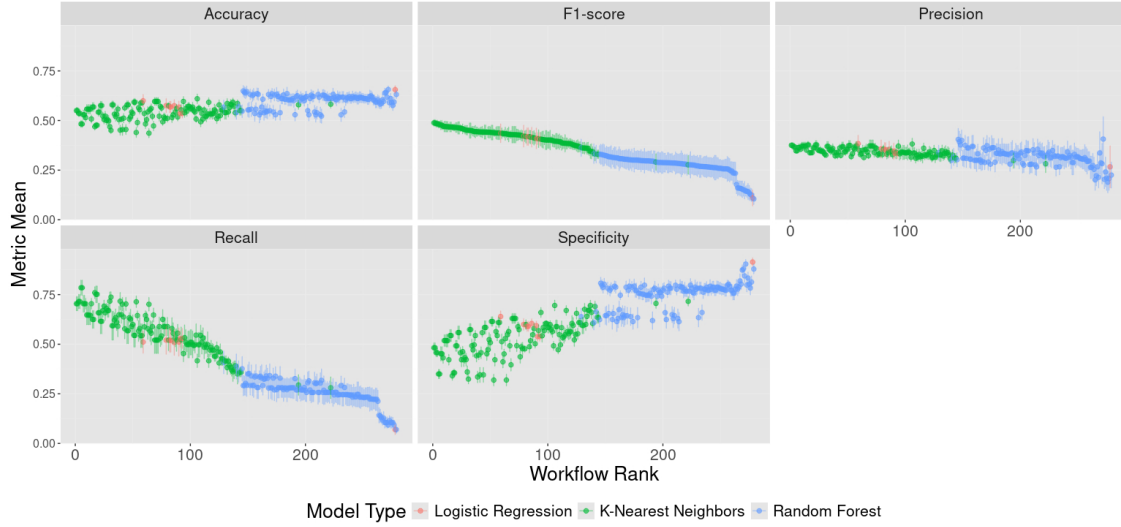 Accuracy
F1-score
Precision
0.75
0.50
0.25
0.00
0
100
200
Metric Mean
Recall
Specificity
0.75
0.50
0.25
0.00
0
100
200
0
100
200
Workflow Rank
Model Type
Logistic Regression
K-Nearest Neighbors
Random Forest